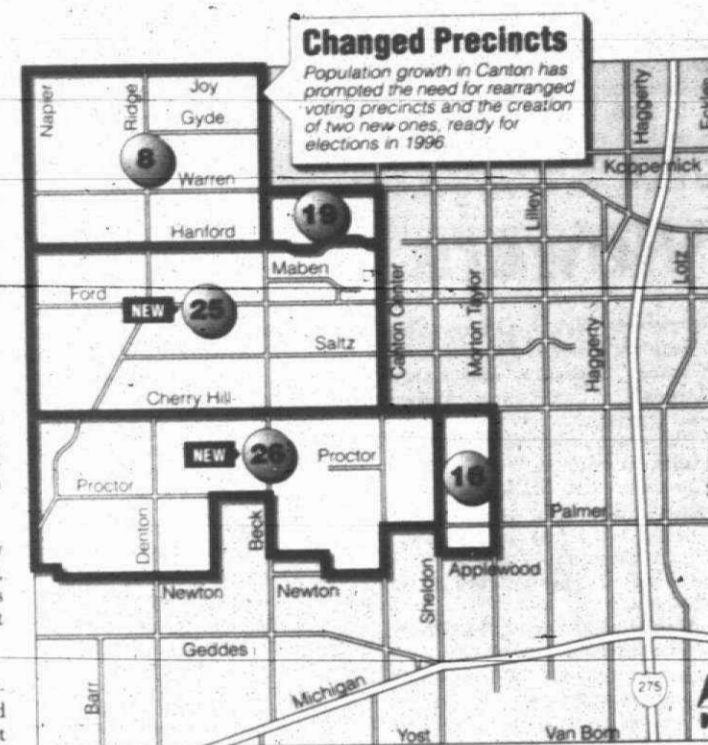 Changed Precincts
Population growth in Canton has
prompted the need for rearranged
voting precincts and the creation
of two new ones, ready for
elections in 1996.
Napier
Ridge
Joy
Gyde
8
Warren
Hanford
19
Haggerty
Koppernick
Lilley
Lotz
Maben
Ford
NEW
25
Saltz
Canton Center
Morton Taylor
Haggerty
Cherry Hill
NEW
26
Proctor
16
Proctor
Denton
Beck
Palmer
Sheldon
Applewood
Newton
Newton
Geddes
Barr
Michigan
275
Yost
Van Born